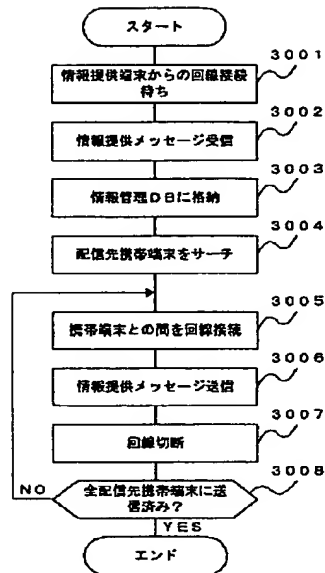 スタート
3001
情報提供端末からの回線接続
待ち
3002
情報提供メッセージ受信
3003
情報管理DBに格納
3004
配信先携帯端末をサーチ
3005
携帯端末との間を回線接続
3006
情報提供メッセージ送信
3007
回線切断
3008
全配信先携帯端末に送
信済み?
NO
YES
エンド